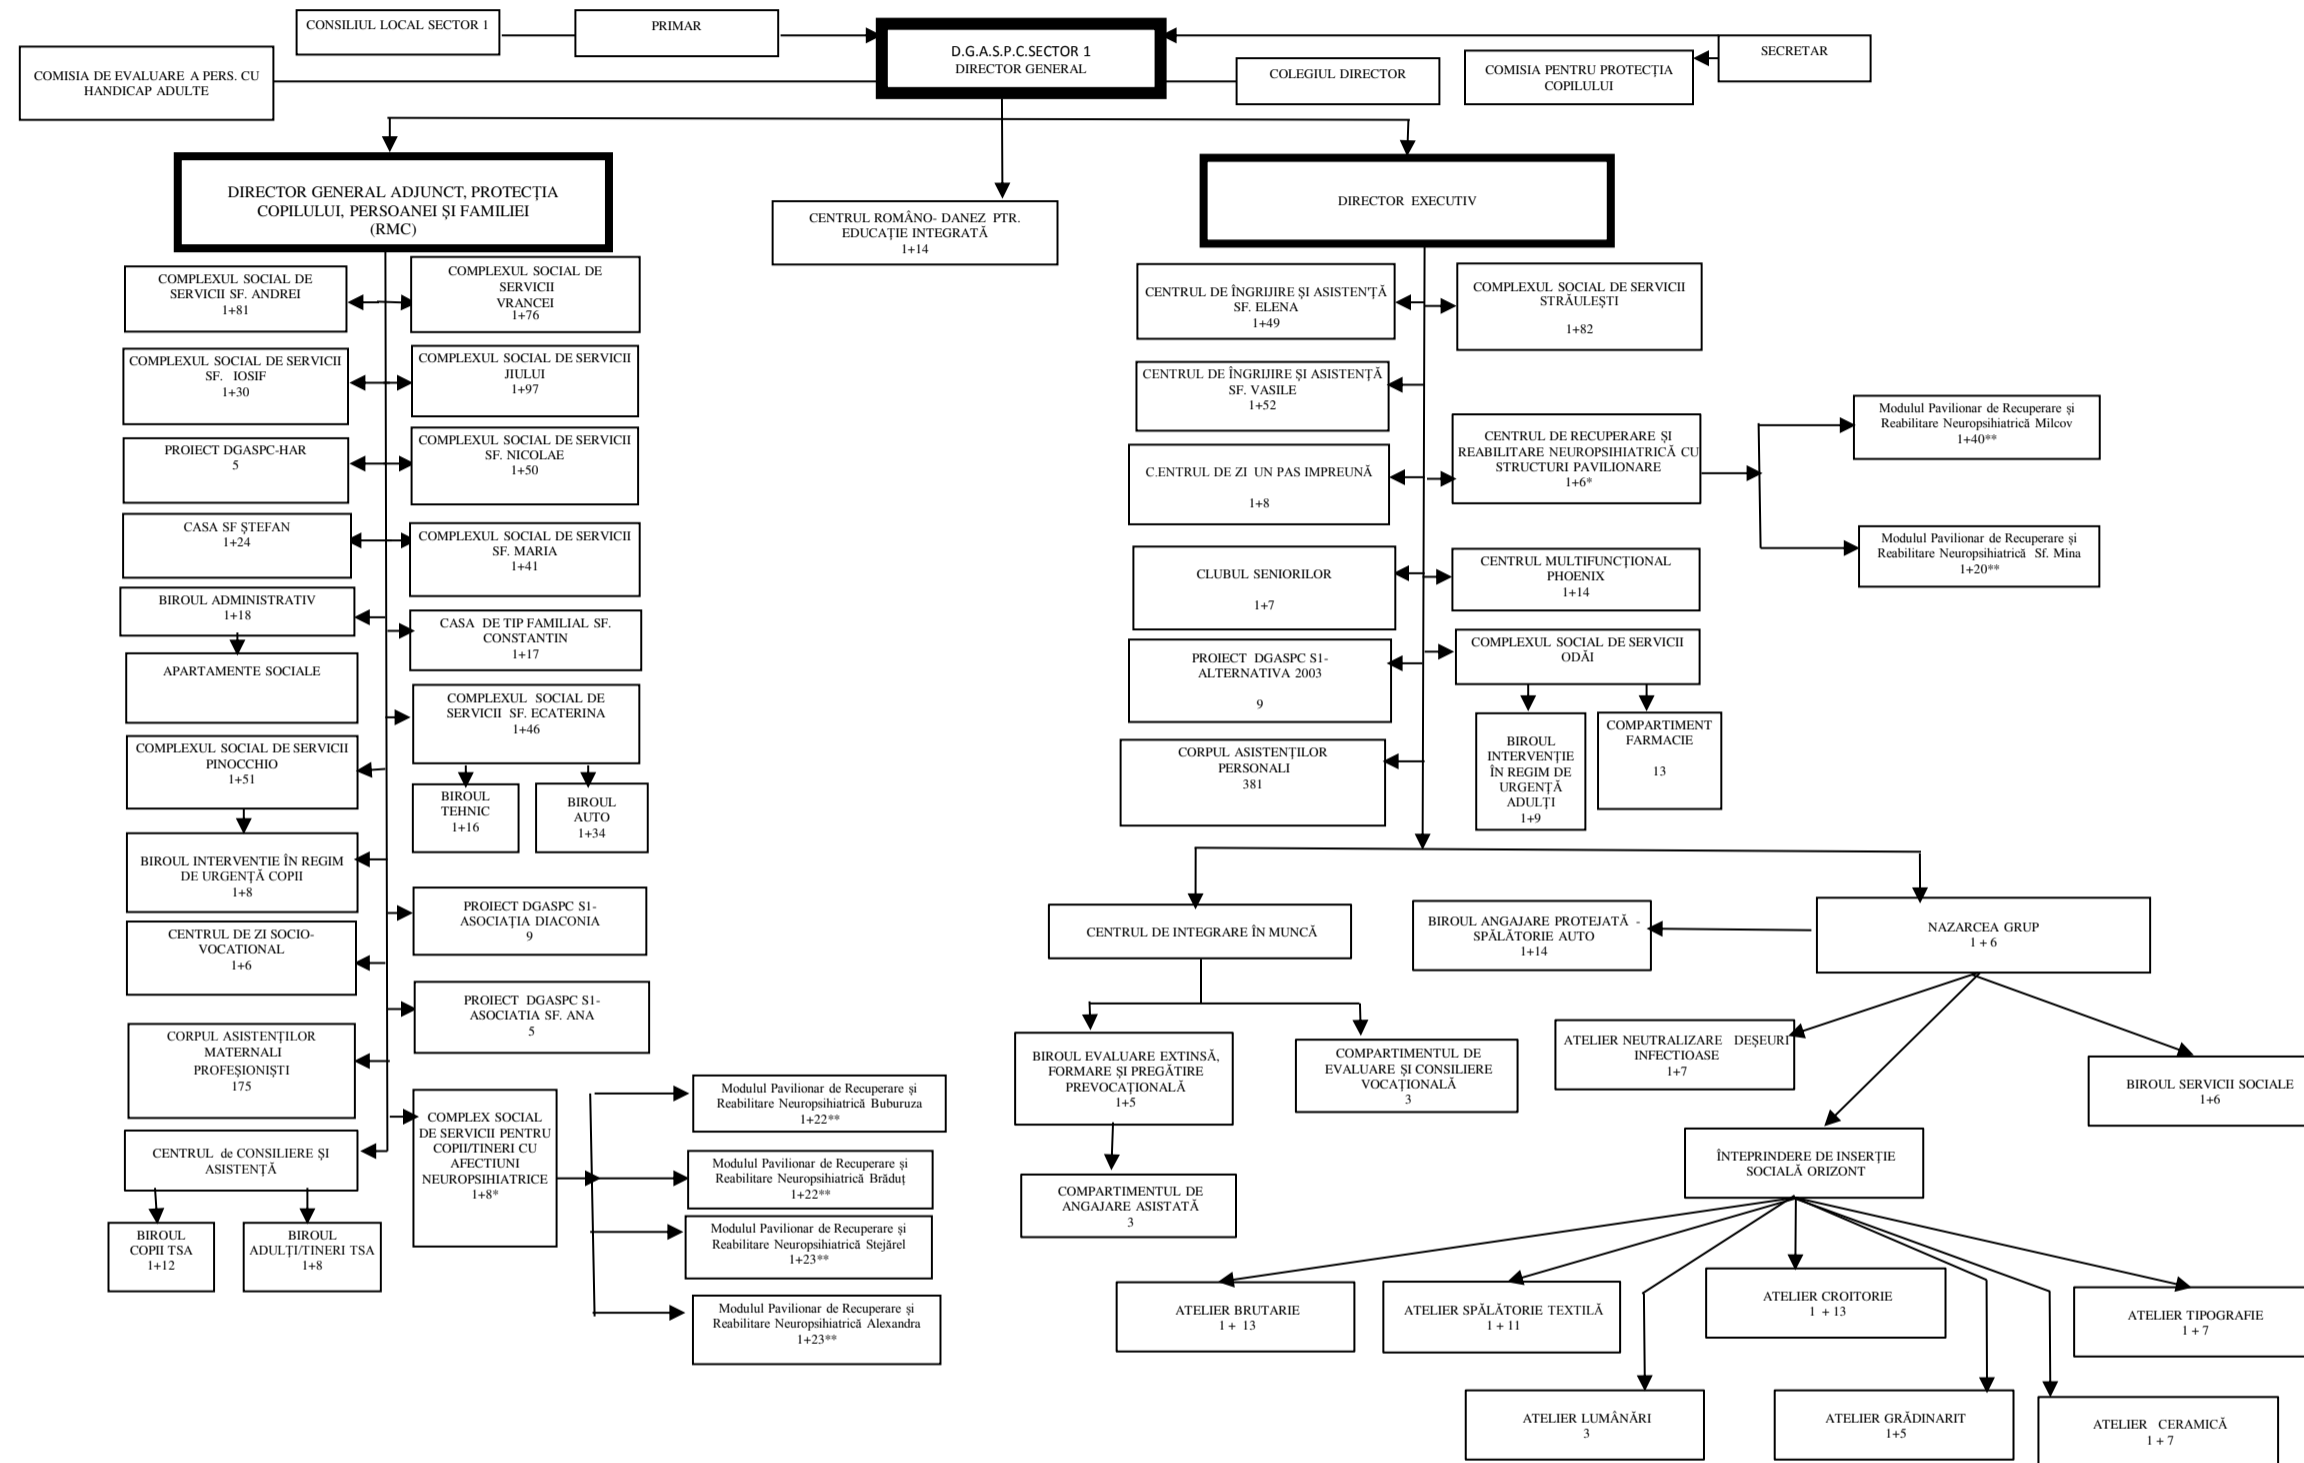 CONSILIUL LOCAL SECTOR 1
PRIMAR
D.G.A.S.P.C.SECTOR 1
DIRECTOR GENERAL
SECRETAR
COMISIA DE EVALUARE A PERS. CU
HANDICAP ADULTE
COLEGIUL DIRECTOR
COMISIA PENTRU PROTECȚIA
COPILULUI
DIRECTOR GENERAL ADJUNCT, PROTECȚIA
COPILULUI, PERSOANEI ȘI FAMILIEI
(RMC)
CENTRUL ROMÂNO- DANEZ PTR.
EDUCAȚIE INTEGRATĂ
1+14
DIRECTOR EXECUTIV
COMPLEXUL SOCIAL DE
SERVICII SF. ANDREI
1+81
COMPLEXUL SOCIAL DE
SERVICII
VRANCEI
1+76
COMPLEXUL SOCIAL DE SERVICII
SF. IOSIF
1+30
COMPLEXUL SOCIAL DE SERVICII
JIULUI
1+97
PROIECT DGASPC-HAR
5
COMPLEXUL SOCIAL DE SERVICII
SF. NICOLAE
1+50
CASA SF ȘTEFAN
1+24
COMPLEXUL SOCIAL DE SERVICII
SF. MARIA
1+41
BIROUL ADMINISTRATIV
1+18
CASA DE TIP FAMILIAL SF.
CONSTANTIN
1+17
APARTAMENTE SOCIALE
COMPLEXUL SOCIAL DE
SERVICII SF. ECATERINA
1+46
COMPLEXUL SOCIAL DE SERVICII
PINOCCHIO
1+51
BIROUL
TEHNIC
1+16
BIROUL
AUTO
1+34
BIROUL INTERVENTIE ÎN REGIM
DE URGENȚĂ COPII
1+8
PROIECT DGASPC S1-
ASOCIAȚIA DIACONIA
9
CENTRUL DE ZI SOCIO-
VOCATIONAL
1+6
PROIECT DGASPC S1-
ASOCIATIA SF. ANA
5
CORPUL ASISTENȚILOR
MATERNALI
PROFEȘIONIȘTI
175
COMPLEX SOCIAL
DE SERVICII PENTRU
COPII/TINERI CU
AFECTIUNI
NEUROPSIHIATRICE
1+8*
CENTRUL de CONSILIERE ȘI
ASISTENȚĂ
BIROUL
COPII TSA
1+12
BIROUL
ADULȚI/TINERI TSA
1+8
Modulul Pavilionar de Recuperare și
Reabilitare Neuropsihiatrică Buburuza
1+22**
Modulul Pavilionar de Recuperare și
Reabilitare Neuropsihiatrică Brăduț
1+22**
Modulul Pavilionar de Recuperare și
Reabilitare Neuropsihiatrică Stejărel
1+23**
Modulul Pavilionar de Recuperare și
Reabilitare Neuropsihiatrică Alexandra
1+23**
CENTRUL DE ÎNGRIJIRE ȘI ASISTEN'ȚĂ
SF. ELENA
1+49
COMPLEXUL SOCIAL DE SERVICII
STRĂULEȘTI
1+82
CENTRUL DE ÎNGRIJIRE ȘI ASISTENȚĂ
SF. VASILE
1+52
C.ENTRUL DE ZI UN PAS IMPREUNĂ
1+8
CENTRUL DE RECUPERARE ȘI
REABILITARE NEUROPSIHIATRICĂ CU
STRUCTURI PAVILIONARE
1+6*
Modulul Pavilionar de Recuperare și
Reabilitare Neuropsihiatrică Milcov
1+40**
Modulul Pavilionar de Recuperare și
Reabilitare Neuropsihiatrică Sf. Mina
1+20**
CLUBUL SENIORILOR
1+7
CENTRUL MULTIFUNCȚIONAL
PHOENIX
1+14
PROIECT DGASPC S1-
ALTERNATIVA 2003
9
COMPLEXUL SOCIAL DE SERVICII
ODĂI
CORPUL ASISTENȚILOR
PERSONALI
381
BIROUL
INTERVENȚIE
ÎN REGIM DE
URGENȚĂ
ADULȚI
1+9
COMPARTIMENT
FARMACIE
13
CENTRUL DE INTEGRARE ÎN MUNCĂ
BIROUL ANGAJARE PROTEJATĂ -
SPĂLĂTORIE AUTO
1+14
NAZARCEA GRUP
1 + 6
BIROUL EVALUARE EXTINSĂ,
FORMARE ȘI PREGĂTIRE
PREVOCAȚIONALĂ
1+5
COMPARTIMENTUL DE
EVALUARE ȘI CONSILIERE
VOCAȚIONALĂ
3
ATELIER NEUTRALIZARE DEȘEURI
INFECTIOASE
1+7
BIROUL SERVICII SOCIALE
1+6
COMPARTIMENTUL DE
ANGAJARE ASISTATĂ
3
ÎNTEPRINDERE DE INSERȚIE
SOCIALĂ ORIZONT
ATELIER BRUTARIE
1 + 13
ATELIER SPĂLĂTORIE TEXTILĂ
1 + 11
ATELIER CROITORIE
1 + 13
ATELIER TIPOGRAFIE
1 + 7
ATELIER LUMÂNĂRI
3
ATELIER GRĂDINARIT
1+5
ATELIER CERAMICĂ
1 + 7